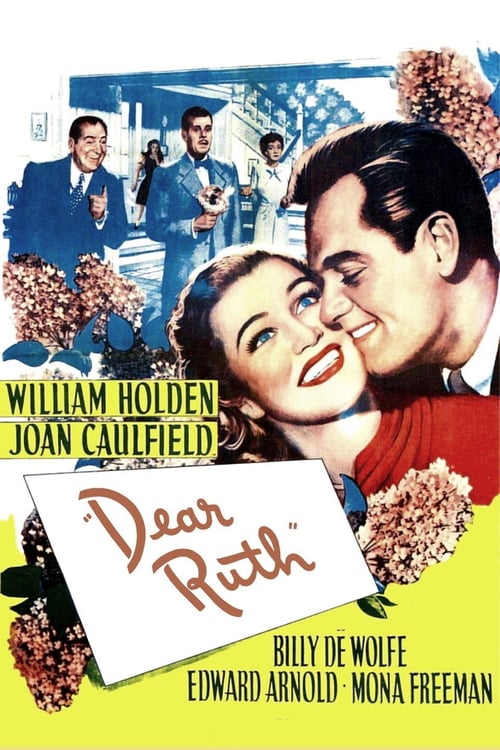 WILLIAM HOLDEN
JOAN CAULFIELD
"Dear
Ruth"
BILLY DE WOLFE
EDWARD ARNOLD · MONA FREEMAN